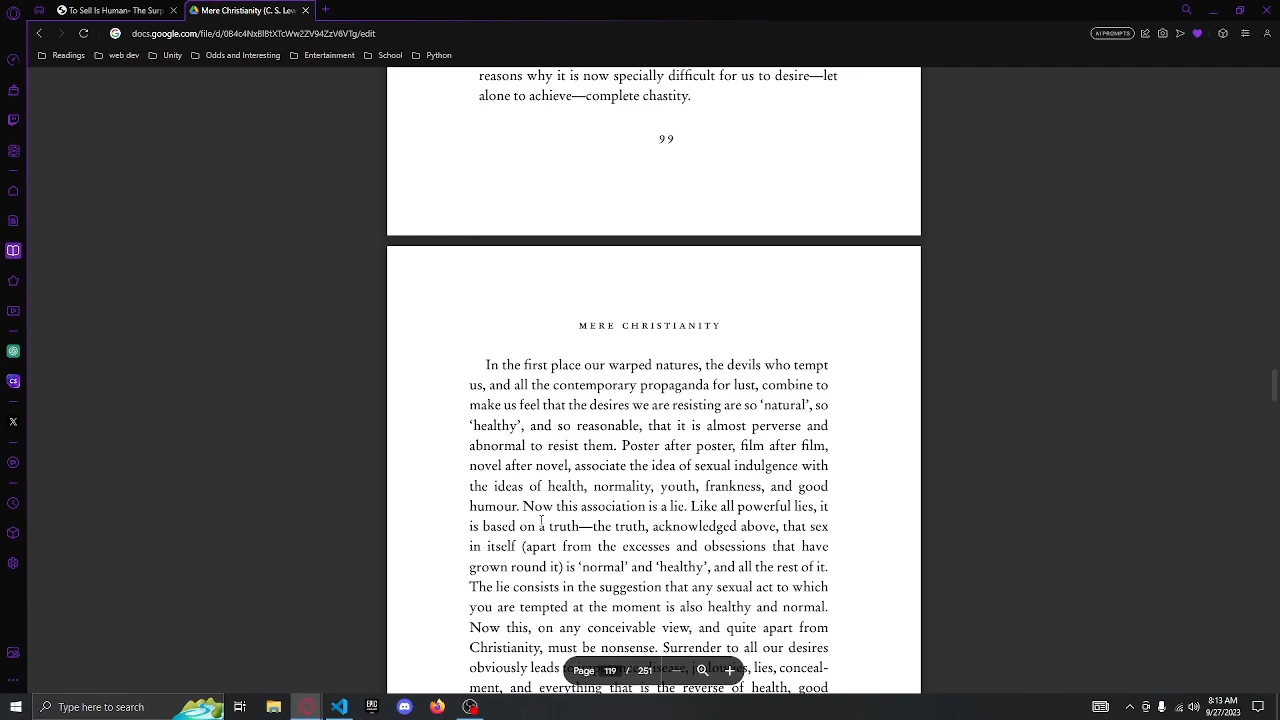 To Sell Is Human- The Surp
Mere Christianity (C. S. Lew
docs.google.com/file/d/0B4c4NxBIBtXTcWw2ZV94ZzV6VTg/edit
AI PROMPTS
Readings
web dev
Unity
Odds and Interesting
Entertainment
School
Python
reasons why it is now specially difficult for us to desire—let
alone to achieve—complete chastity.
99
MERE CHRISTIANITY
In the first place our warped natures, the devils who tempt
us, and all the contemporary propaganda for lust, combine to
make us feel that the desires we are resisting are so ‘natural’, so
‘healthy’, and so reasonable, that it is almost perverse and
abnormal to resist them. Poster after poster, film after film,
novel after novel, associate the idea of sexual indulgence with
the ideas of health, normality, youth, frankness, and good
humour. Now this association is a lie. Like all powerful lies, it
is based on a truth—the truth, acknowledged above, that sex
in itself (apart from the excesses and obsessions that have
grown round it) is ‘normal’ and ‘healthy’, and all the rest of it.
The lie consists in the suggestion that any sexual act to which
you are tempted at the moment is also healthy and normal.
Now this, on any conceivable view, and quite apart from
Christianity, must be nonsense. Surrender to all our desires
obviously leads to impotence, disease, jealousies, lies, conceal-
Page 119 / 251
ment, and everything that is the reverse of health, good
Type here to search
8:13 AM
9/27/2023